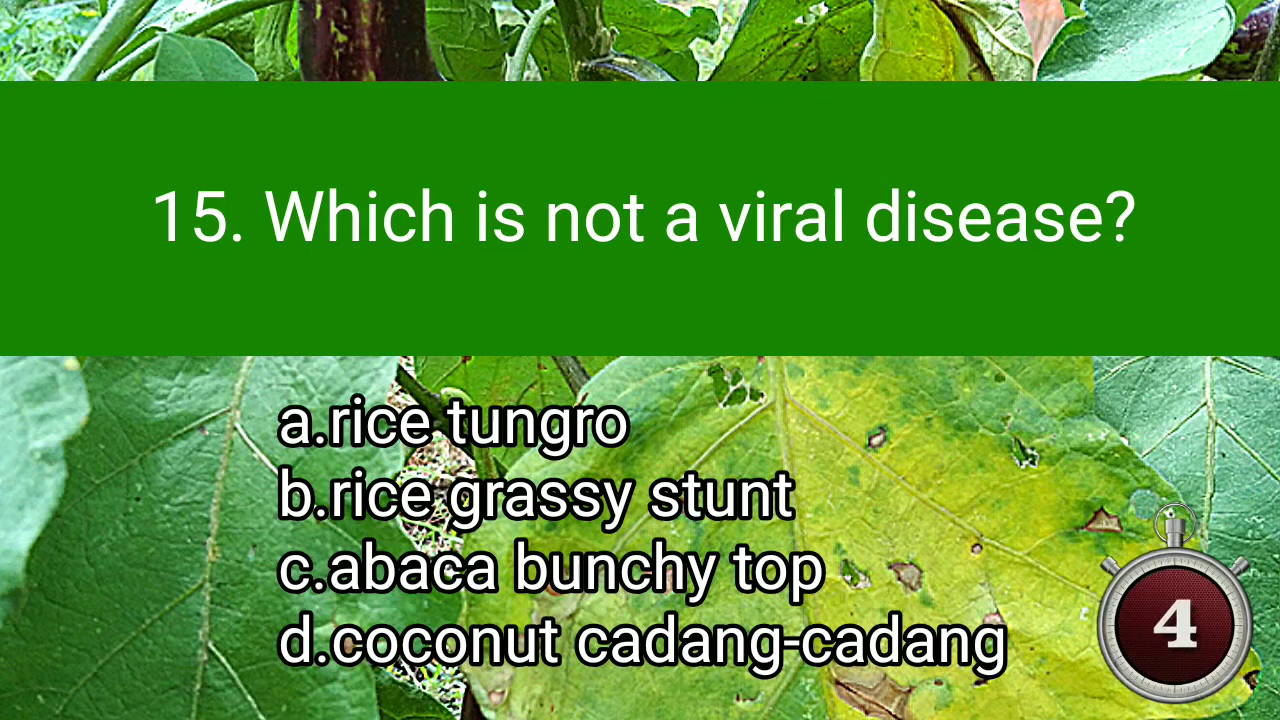 15. Which is not a viral disease?
a.rice tungro
b.rice grassy stunt
c.abaca bunchy top
d.coconut cadang-cadang
4